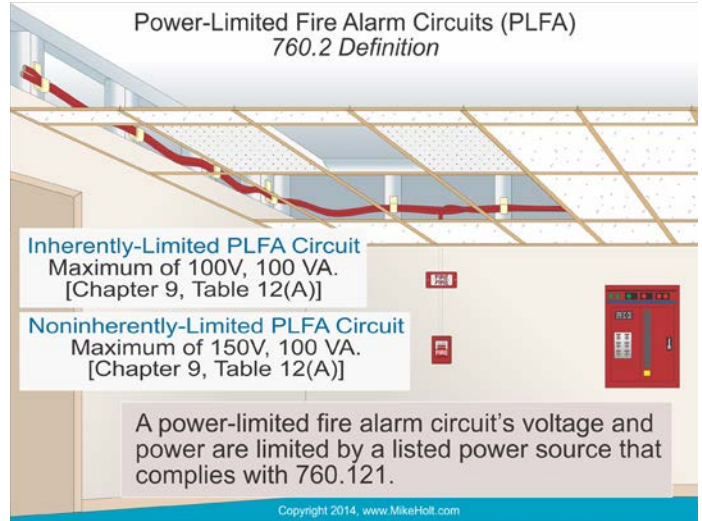 Power-Limited Fire Alarm Circuits (PLFA)
760.2 Definition
Inherently-Limited PLFA Circuit
Maximum of 100V, 100 VA.
[Chapter 9, Table 12(A)]
Noninherently-Limited PLFA Circuit
Maximum of 150V, 100 VA.
[Chapter 9, Table 12(A)]
FIRE
FIRE
FIRE
A power-limited fire alarm circuit's voltage and
power are limited by a listed power source that
complies with 760.121.
Copyright 2014, www.MikeHolt.com